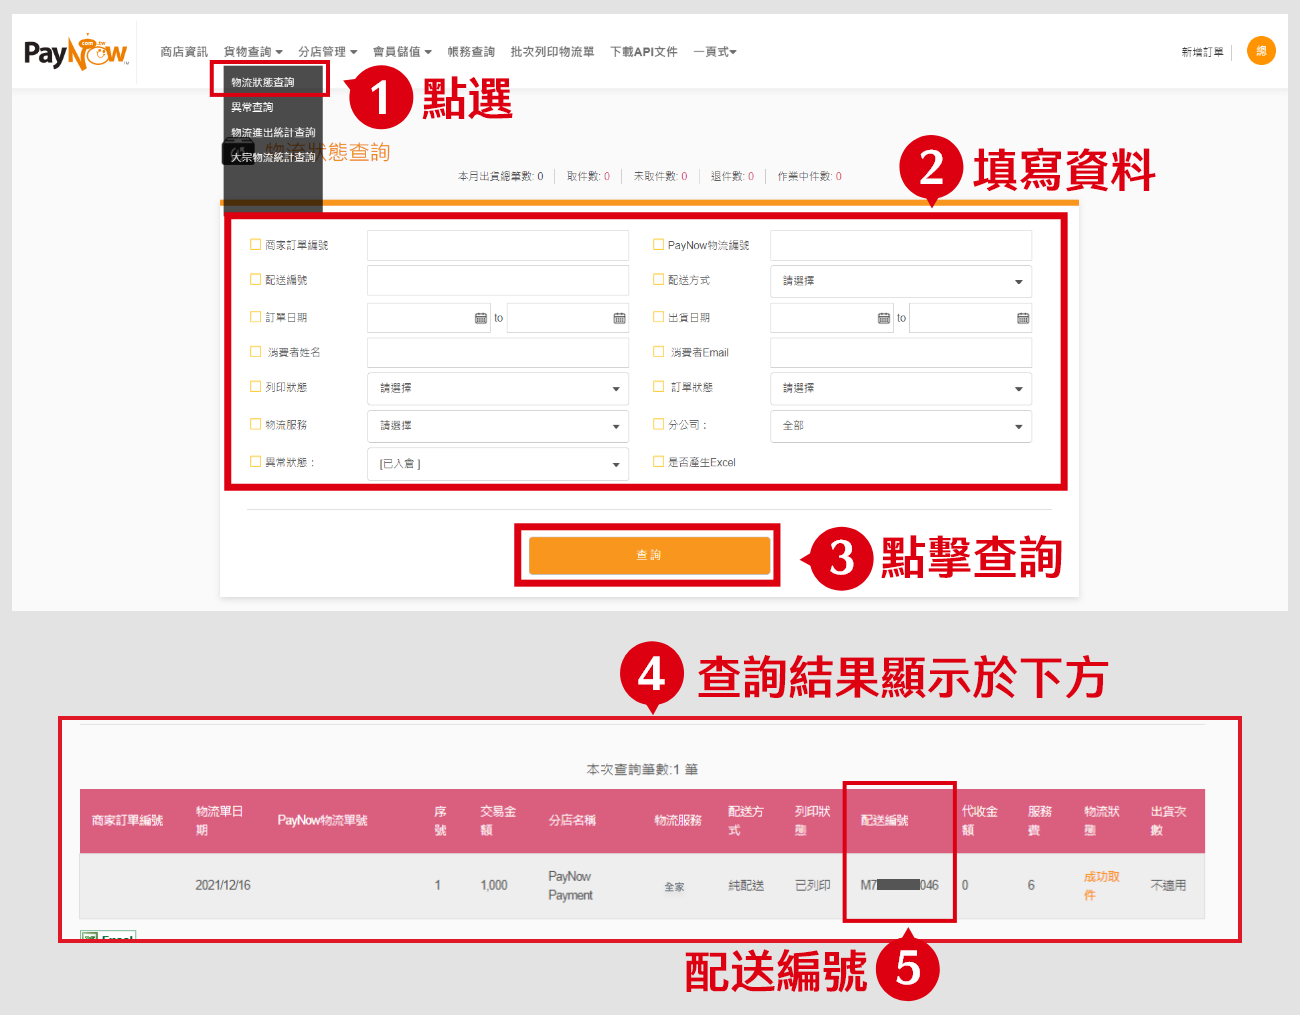 PayNow.com.tw
商店資訊 貨物查詢 分店管理 會員儲值 帳務查詢 批次列印物流單 下載API文件 一頁式
新增訂單 總
物流狀態查詢
異常查詢
物流進出統計查詢
大宗物流統計查詢
1 點選
物流狀態查詢
本月出貨總筆數: 0 取件數: 0 未取件數: 0 退件數: 0 作業中件數: 0
2 填寫資料
商家訂單編號
PayNow物流編號
配送編號
配送方式 請選擇
訂單日期 to
出貨日期 to
消費者姓名
消費者Email
列印狀態 請選擇
訂單狀態 請選擇
物流服務 請選擇
分公司： 全部
異常狀態： [已入倉 ]
是否產生Excel
查 詢
3 點擊查詢
4 查詢結果顯示於下方
本次查詢筆數:1 筆
商家訂單編號 物流單日期 PayNow物流單號 序號 交易金額 分店名稱 物流服務 配送方式 列印狀態 配送編號 代收金額 服務費 物流狀態 出貨次數
2021/12/16 1 1,000 PayNow Payment 全家 純配送 已列印 M7 046 0 6 成功取件 不適用
Excel
配送編號 5